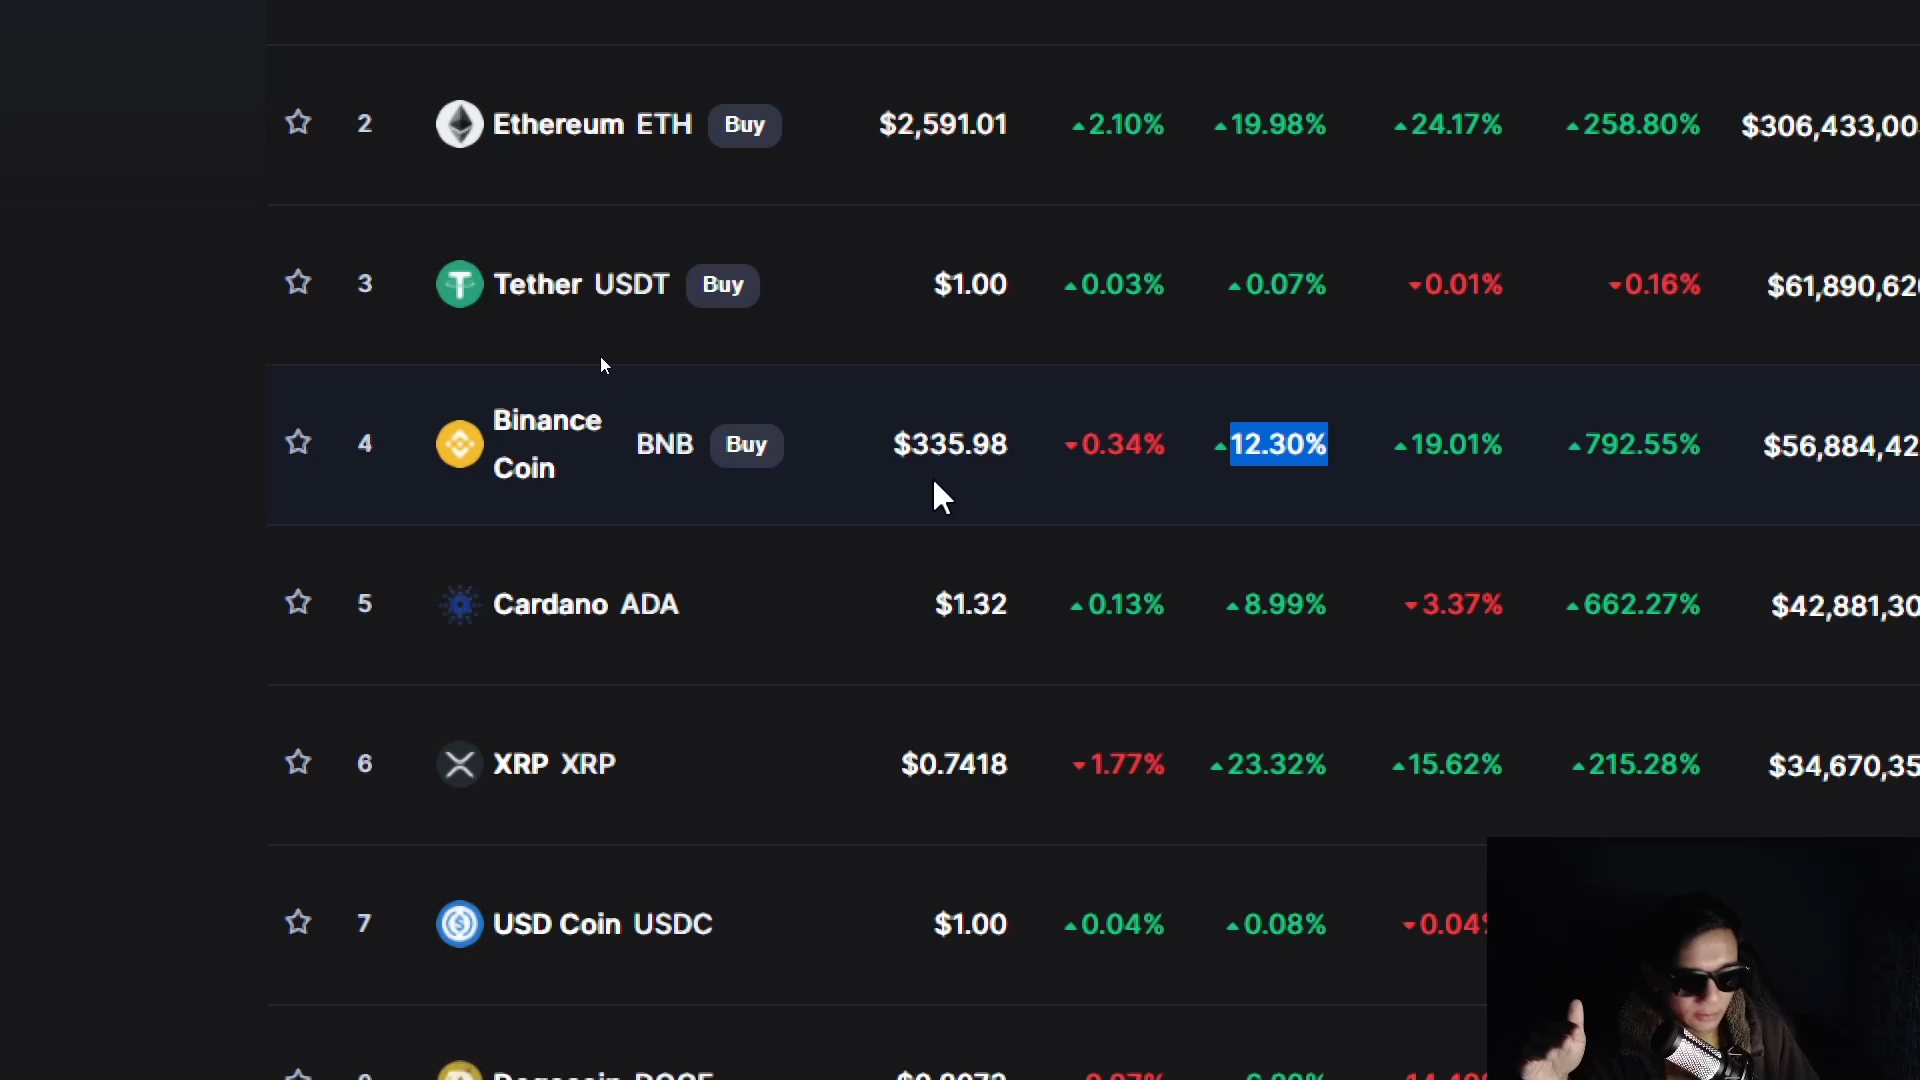 2 Ethereum ETH Buy $2,591.01 2.10% 19.98% 24.17% 258.80% $306,433,00
3 Tether USDT Buy $1.00 0.03% 0.07% 0.01% 0.16% $61,890,62
4 Binance Coin BNB Buy $335.98 0.34% 12.30% 19.01% 792.55% $56,884,42
5 Cardano ADA $1.32 0.13% 8.99% 3.37% 662.27% $42,881,30
6 XRP XRP $0.7418 1.77% 23.32% 15.62% 215.28% $34,670,35
7 USD Coin USDC $1.00 0.04% 0.08% 0.04%